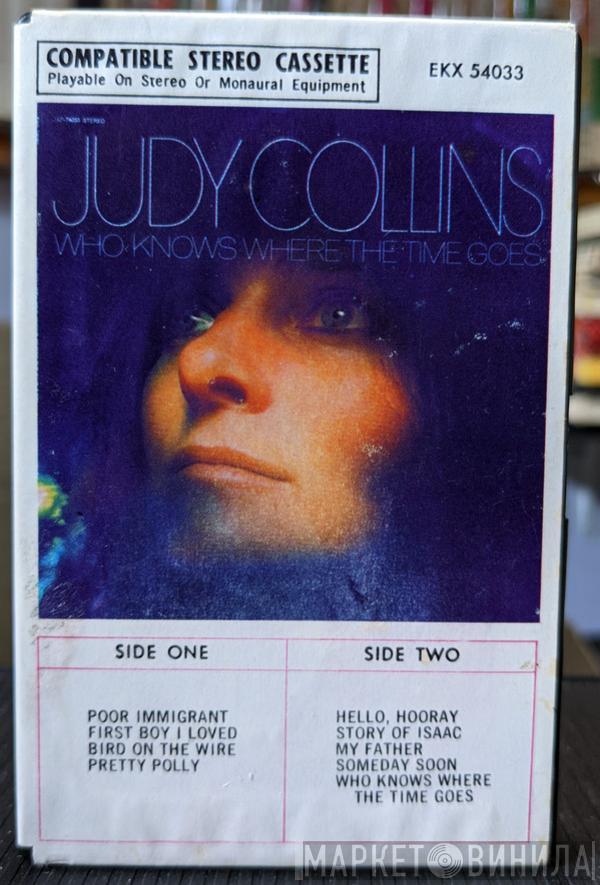 COMPATIBLE STEREO CASSETTE
Playable On Stereo Or Monaural Equipment
EKX 54033
STEREO
JUDY COLLINS
WHO KNOWS WHERE THE TIME GOES
SIDE ONE
POOR IMMIGRANT
FIRST BOY I LOVED
BIRD ON THE WIRE
PRETTY POLLY
SIDE TWO
HELLO, HOORAY
STORY OF ISAAC
MY FATHER
SOMEDAY SOON
WHO KNOWS WHERE
THE TIME GOES
МАРКЕТ ВИНИЛА